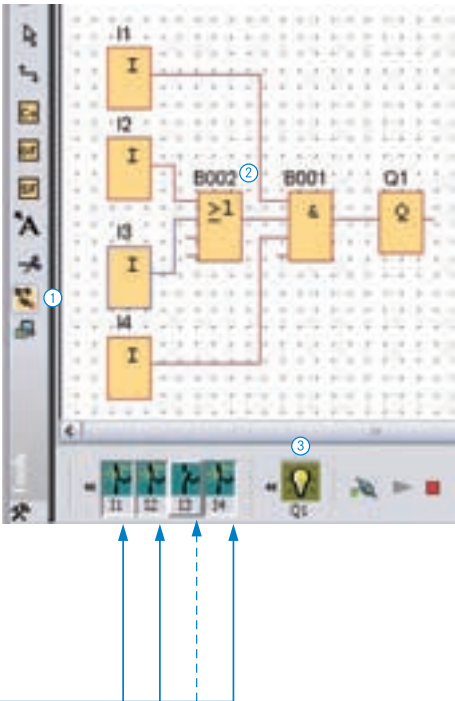 I1
I
I2
I
B002 ② B001 Q1
≥1 & Q
I3
I
①
I4
I
③
I1 I2 I3 I4 Q1